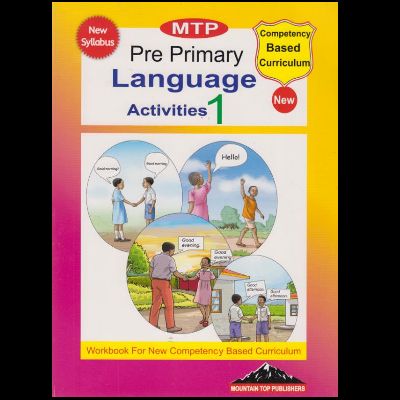 MTP
New
Syllabus
Pre Primary
Language
Activities 1
Competency
Based
Curriculum
New
Good morning!
Good morning.
Hello!
Good
evening.
Good
evening
Good
afternoon.
Good
afternoon.
Workbook For New Competency Based Curriculum
MOUNTAIN TOP PUBLISHERS